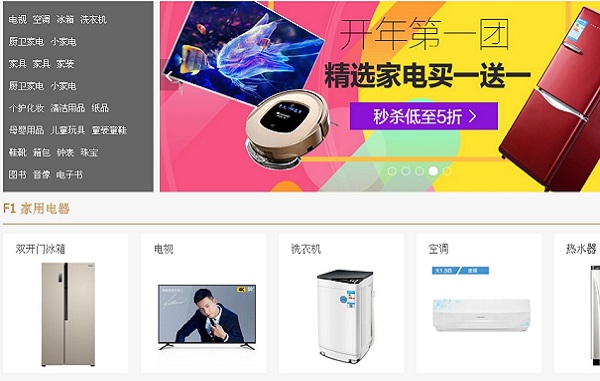 电视 空调 冰箱 洗衣机
厨卫家电 小家电
家具 家具 家装
厨卫家电 小家电
个护化妆 清洁用品 纸品
母婴用品 儿童玩具 童装童鞋
鞋靴 箱包 钟表 珠宝
图书 音像 电子书
开年第一团
精选家电买一送一
秒杀低至5折 >
F1 家用电器
双开门冰箱
电视
洗衣机
空调
热水器
4K
大1.5匹